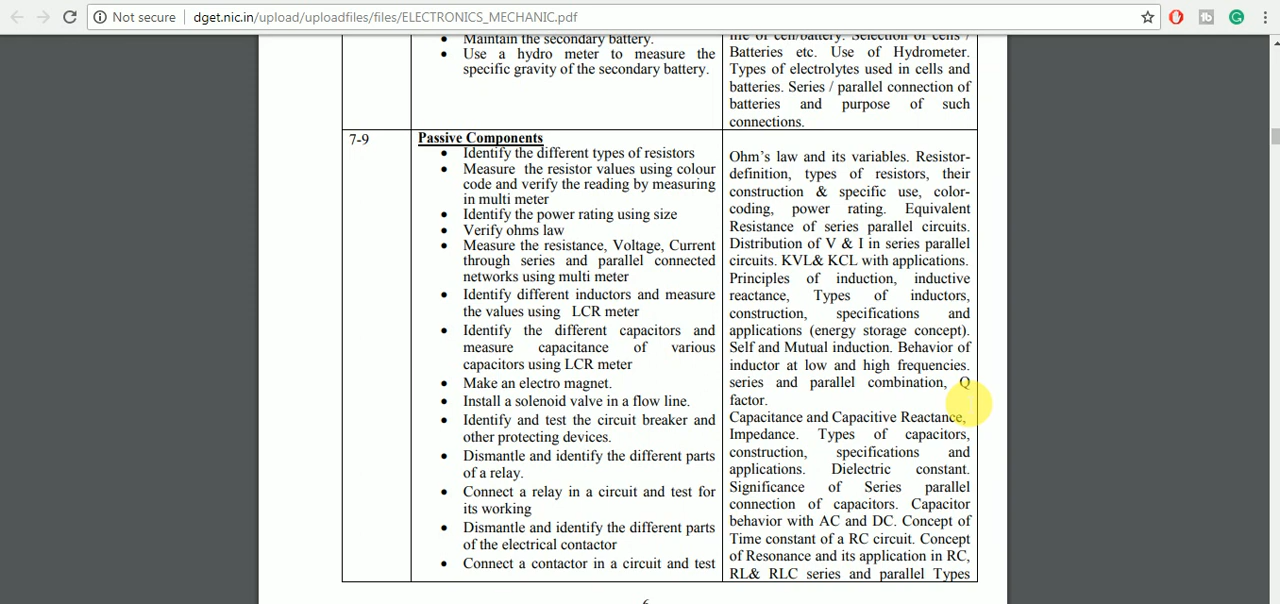 Not secure | dget.nic.in/upload/uploadfiles/files/ELECTRONICS_MECHANIC.pdf
• Maintain the secondary battery.
• Use a hydro meter to measure the
specific gravity of the secondary battery.
life of cell/battery. Selection of cells /
Batteries etc. Use of Hydrometer.
Types of electrolytes used in cells and
batteries. Series / parallel connection of
batteries and purpose of such
connections.
7-9
Passive Components
• Identify the different types of resistors
• Measure the resistor values using colour
code and verify the reading by measuring
in multi meter
• Identify the power rating using size
• Verify ohms law
• Measure the resistance, Voltage, Current
through series and parallel connected
networks using multi meter
• Identify different inductors and measure
the values using LCR meter
• Identify the different capacitors and
measure capacitance of various
capacitors using LCR meter
• Make an electro magnet.
• Install a solenoid valve in a flow line.
• Identify and test the circuit breaker and
other protecting devices.
• Dismantle and identify the different parts
of a relay.
• Connect a relay in a circuit and test for
its working
• Dismantle and identify the different parts
of the electrical contactor
• Connect a contactor in a circuit and test
Ohm's law and its variables. Resistor-
definition, types of resistors, their
construction & specific use, color-
coding, power rating. Equivalent
Resistance of series parallel circuits.
Distribution of V & I in series parallel
circuits. KVL& KCL with applications.
Principles of induction, inductive
reactance, Types of inductors,
construction, specifications and
applications (energy storage concept).
Self and Mutual induction. Behavior of
inductor at low and high frequencies.
series and parallel combination, Q
factor.
Capacitance and Capacitive Reactance,
Impedance. Types of capacitors,
construction, specifications and
applications. Dielectric constant.
Significance of Series parallel
connection of capacitors. Capacitor
behavior with AC and DC. Concept of
Time constant of a RC circuit. Concept
of Resonance and its application in RC,
RL& RLC series and parallel Types